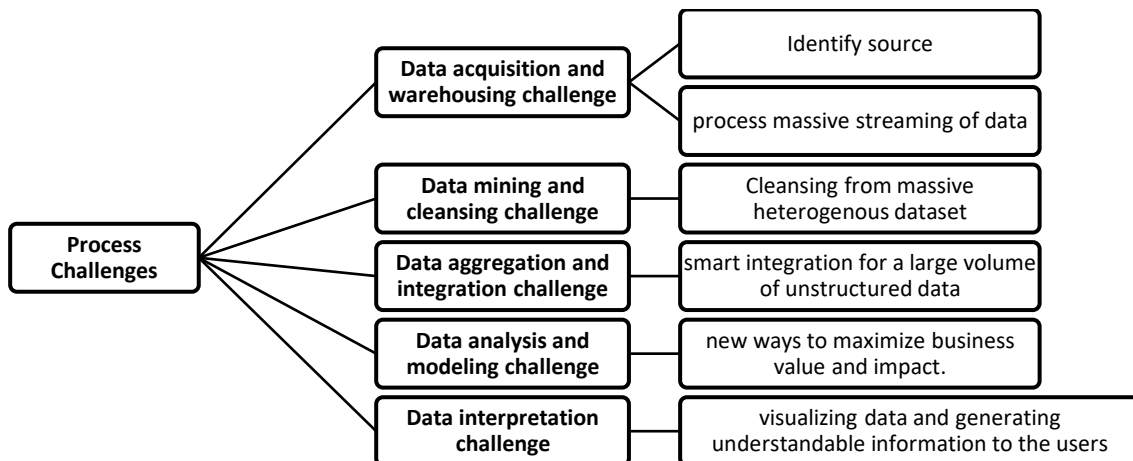 Process
Challenges
Data acquisition and
warehousing challenge
Identify source
process massive streaming of data
Data mining and
cleansing challenge
Cleansing from massive
heterogenous dataset
Data aggregation and
integration challenge
smart integration for a large volume
of unstructured data
Data analysis and
modeling challenge
new ways to maximize business
value and impact.
Data interpretation
challenge
visualizing data and generating
understandable information to the users